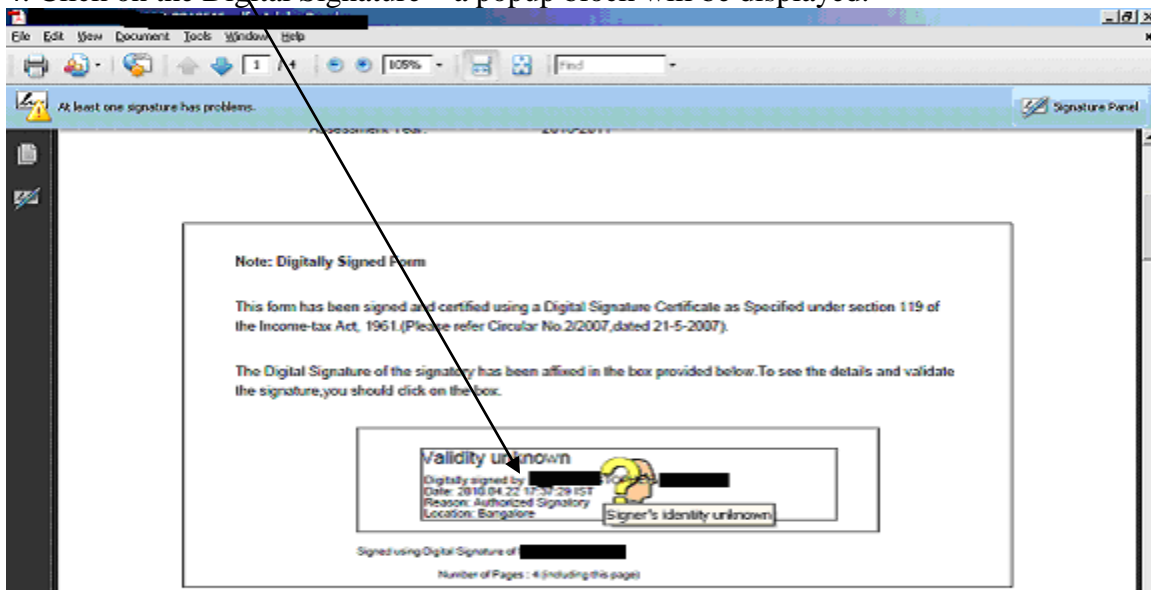 Click on the Digital Signature – a popup block will be displayed.
File Edit View Document Tools Window Help
1 / 4 105% Find
At least one signature has problems. Signature Panel
Assessment Year: 2010-2011
Note: Digitally Signed Form
This form has been signed and certified using a Digital Signature Certificate as Specified under section 119 of
the Income-tax Act, 1961.(Please refer Circular No.2/2007,dated 21-5-2007).
The Digital Signature of the signatory has been affixed in the box provided below.To see the details and validate
the signature,you should click on the box.
Validity unknown
Digitally signed by
Date: 2010.04.22 17:37:29 IST
Reason: Authorized Signatory
Location: Bangalore
Signer's identity unknown
Signed using Digital Signature of
Number of Pages : 4 (including this page)